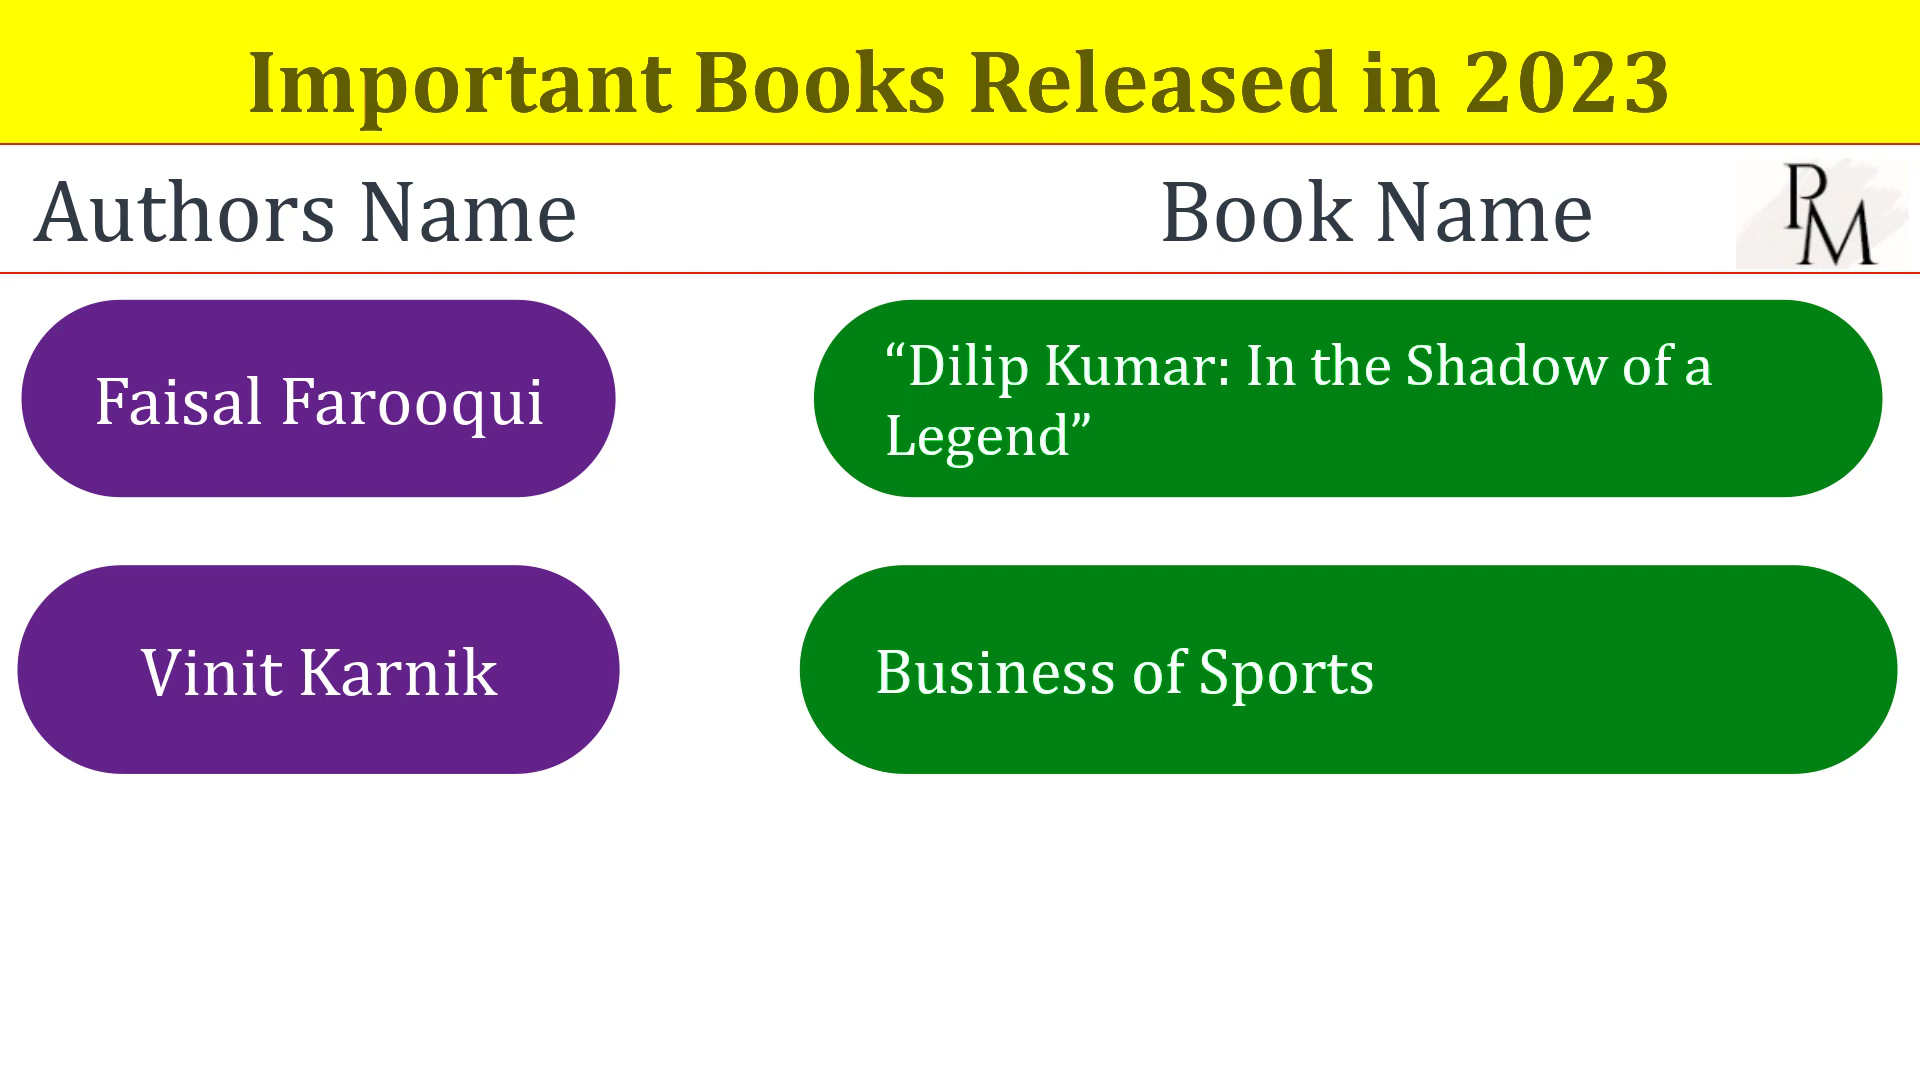 Important Books Released in 2023
Authors Name
Book Name
PM
Faisal Farooqui
“Dilip Kumar: In the Shadow of a
Legend”
Vinit Karnik
Business of Sports